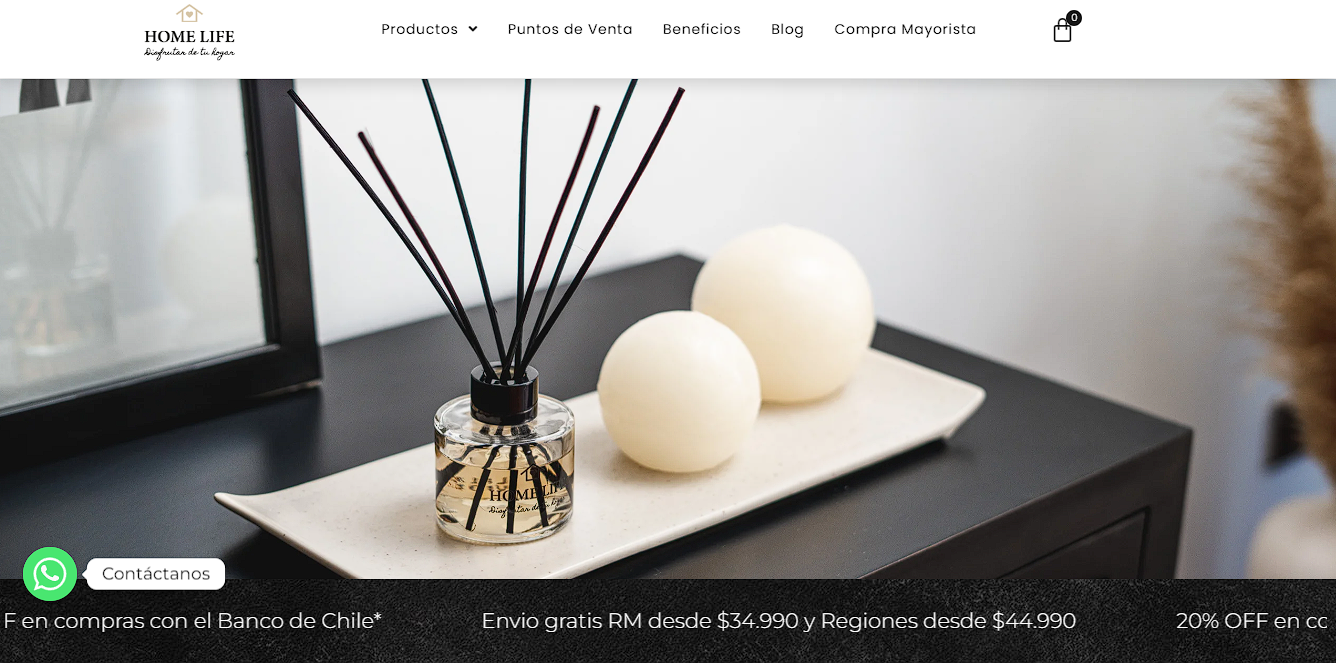 HOME LIFE
Disfrutar de tu hogar
Productos
Puntos de Venta
Beneficios
Blog
Compra Mayorista
0
HOME LIFE
Disfrutar de tu hogar
Contáctanos
F en compras con el Banco de Chile*
Envio gratis RM desde $34.990 y Regiones desde $44.990
20% OFF en co